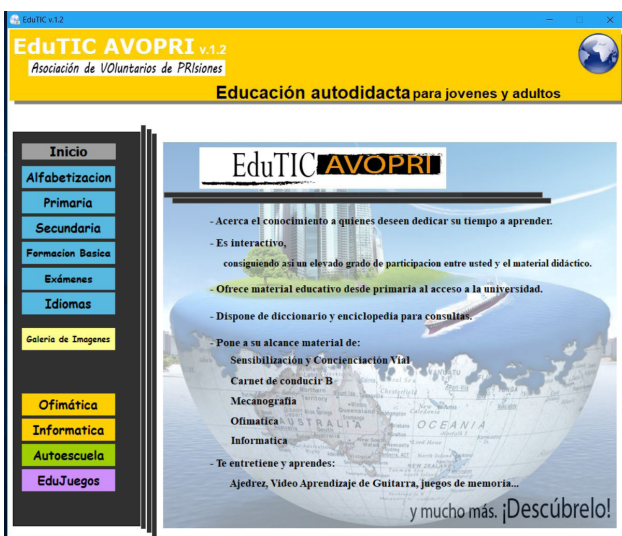 EduTIC v.1.2
EduTIC AVOPRI v.1.2
Asociación de VOluntarios de PRIsiones
Educación autodidacta para jovenes y adultos
Inicio
Alfabetizacion
Primaria
Secundaria
Formacion Basica
Exámenes
Idiomas
Galeria de Imagenes
Ofimática
Informatica
Autoescuela
EduJuegos
EduTIC AVOPRI
- Acerca el conocimiento a quienes deseen dedicar su tiempo a aprender.
- Es interactivo,
consiguiendo asi un elevado grado de participacion entre usted y el material didáctico.
- Ofrece material educativo desde primaria al acceso a la universidad.
- Dispone de diccionario y enciclopedia para consultas.
- Pone a su alcance material de:
Sensibilización y Concienciación Vial
Carnet de conducir B
Mecanografia
Ofimatica
Informatica
- Te entretiene y aprendes:
Ajedrez, Video Aprendizaje de Guitarra, juegos de memoria...
y mucho más. ¡Descúbrelo!
AUSTRALIA
OCEANIA
NEW ZEALAND